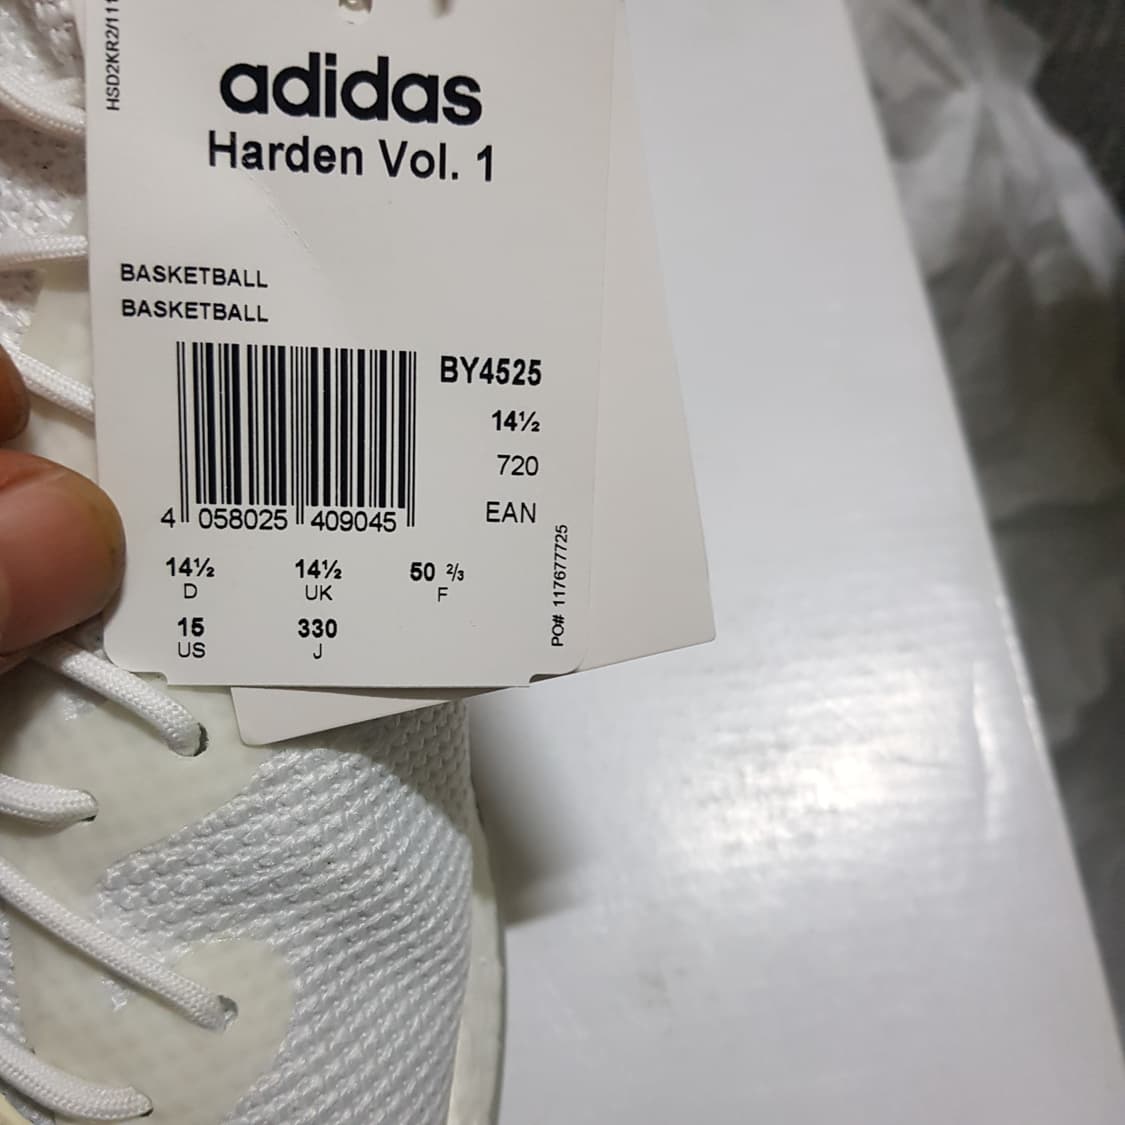 HSD2KR2/111
adidas
Harden Vol. 1
BASKETBALL
BASKETBALL
BY4525
14½
720
EAN
4 058025 409045
14½ 14½ 50 ⅔
D UK F
15 330
US J
PO# 117677725